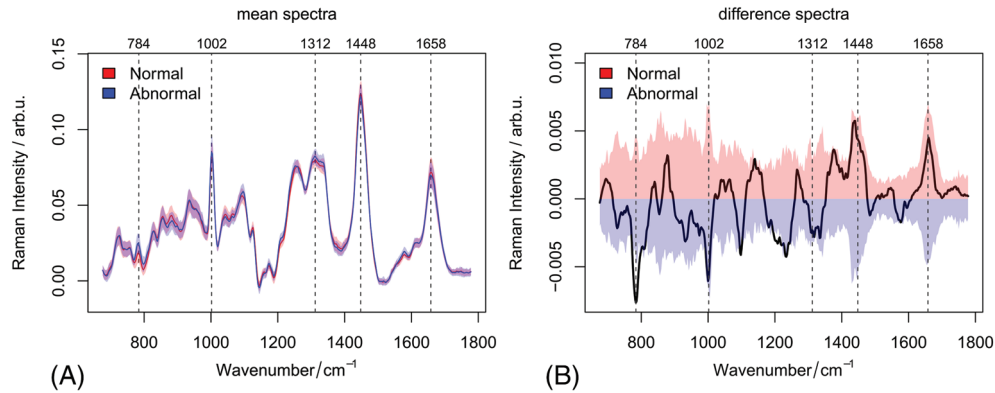 mean spectra
784 1002 1312 1448 1658
0.15
0.10
0.05
0.00
Raman Intensity / arb.u.
Normal
Abnormal
800 1000 1200 1400 1600 1800
Wavenumber/cm⁻¹
(A)
difference spectra
784 1002 1312 1448 1658
0.010
0.005
0.000
−0.005
Raman Intensity / arb.u.
Normal
Abnormal
800 1000 1200 1400 1600 1800
Wavenumber/cm⁻¹
(B)